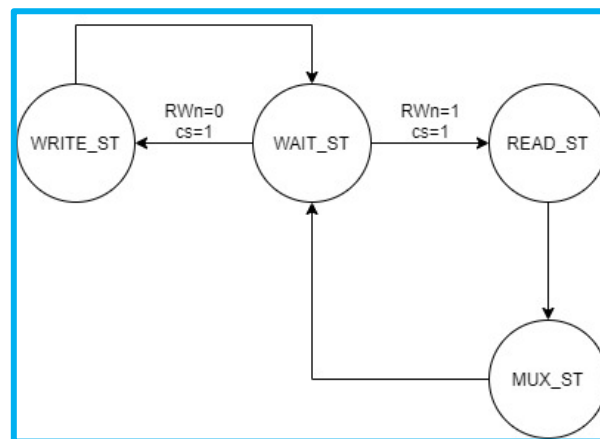 RWn=0
cs=1
RWn=1
cs=1
WRITE_ST
WAIT_ST
READ_ST
MUX_ST